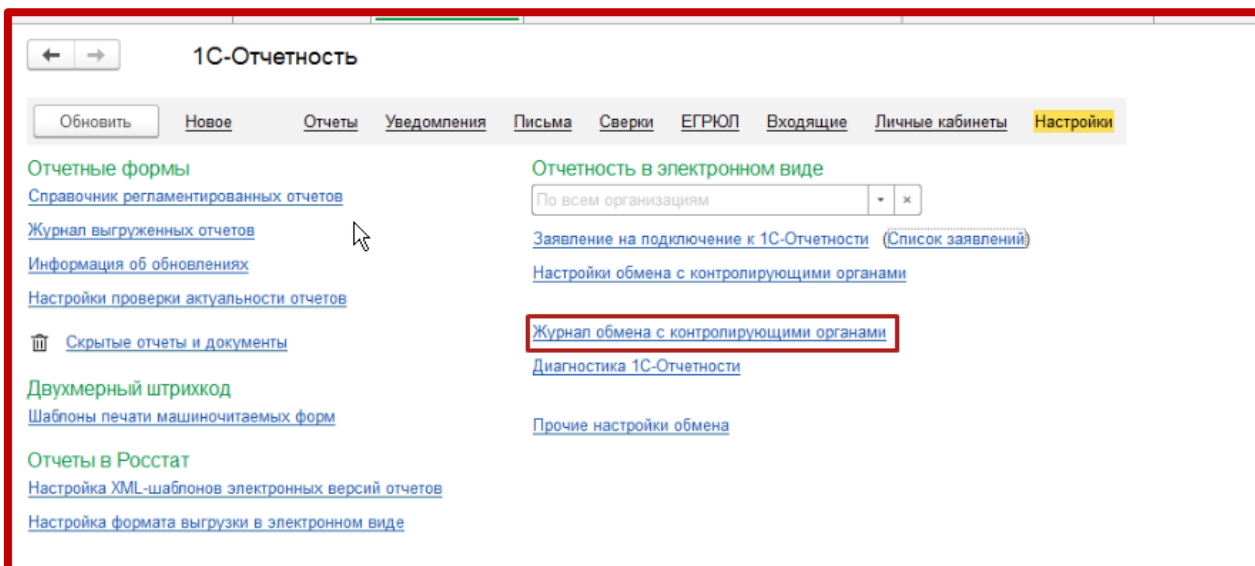 1С-Отчетность
Обновить Новое Отчеты Уведомления Письма Сверки ЕГРЮЛ Входящие Личные кабинеты Настройки
Отчетные формы
Справочник регламентированных отчетов
Журнал выгруженных отчетов
Информация об обновлениях
Настройки проверки актуальности отчетов
Скрытые отчеты и документы
Двухмерный штрихкод
Шаблоны печати машиночитаемых форм
Отчеты в Росстат
Настройка XML-шаблонов электронных версий отчетов
Настройка формата выгрузки в электронном виде
Отчетность в электронном виде
По всем организациям
Заявление на подключение к 1С-Отчетности (Список заявлений)
Настройки обмена с контролирующими органами
Журнал обмена с контролирующими органами
Диагностика 1С-Отчетности
Прочие настройки обмена